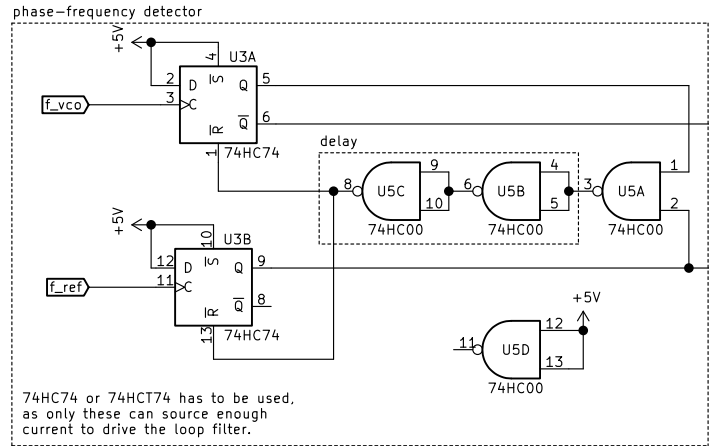 phase-frequency detector
+5V
4
U3A
2
D
S
Q
5
f_vco
3
C
R
Q
6
1
74HC74
delay
8
U5C
9
10
74HC00
6
U5B
4
5
74HC00
3
U5A
1
2
74HC00
+5V
10
U3B
12
D
S
Q
9
f_ref
11
C
R
Q
8
13
74HC74
+5V
11
U5D
12
13
74HC00
74HC74 or 74HCT74 has to be used,
as only these can source enough
current to drive the loop filter.